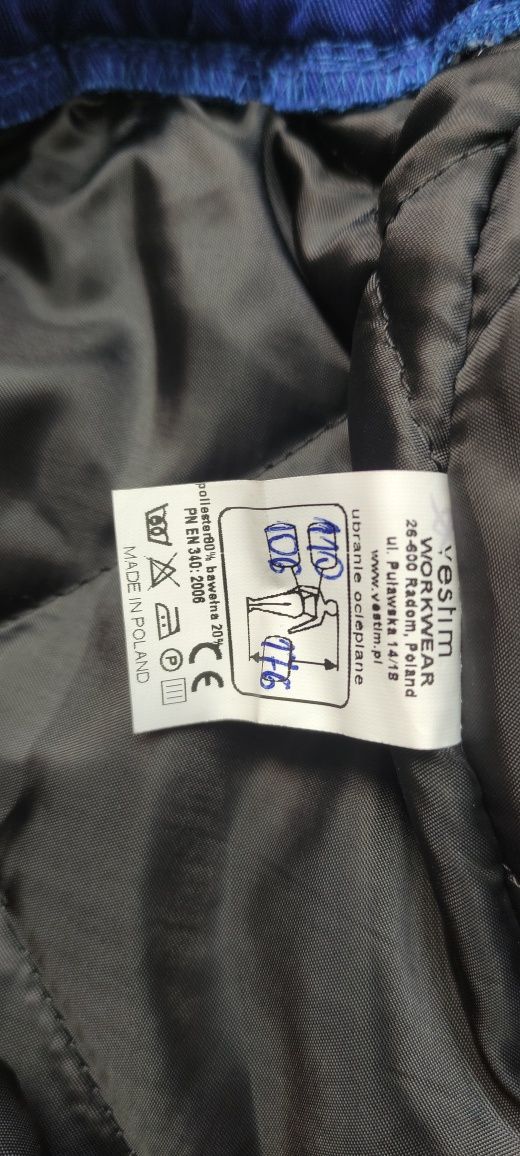 vestim
WORKWEAR
26-600 Radom, Poland
ul. Puławska 14/18
www.vestim.pl
ubranie ocieplane
110
106
176
poliester80% bawełna 20%
PN EN 340: 2006
CE
60
P
MADE IN POLAND